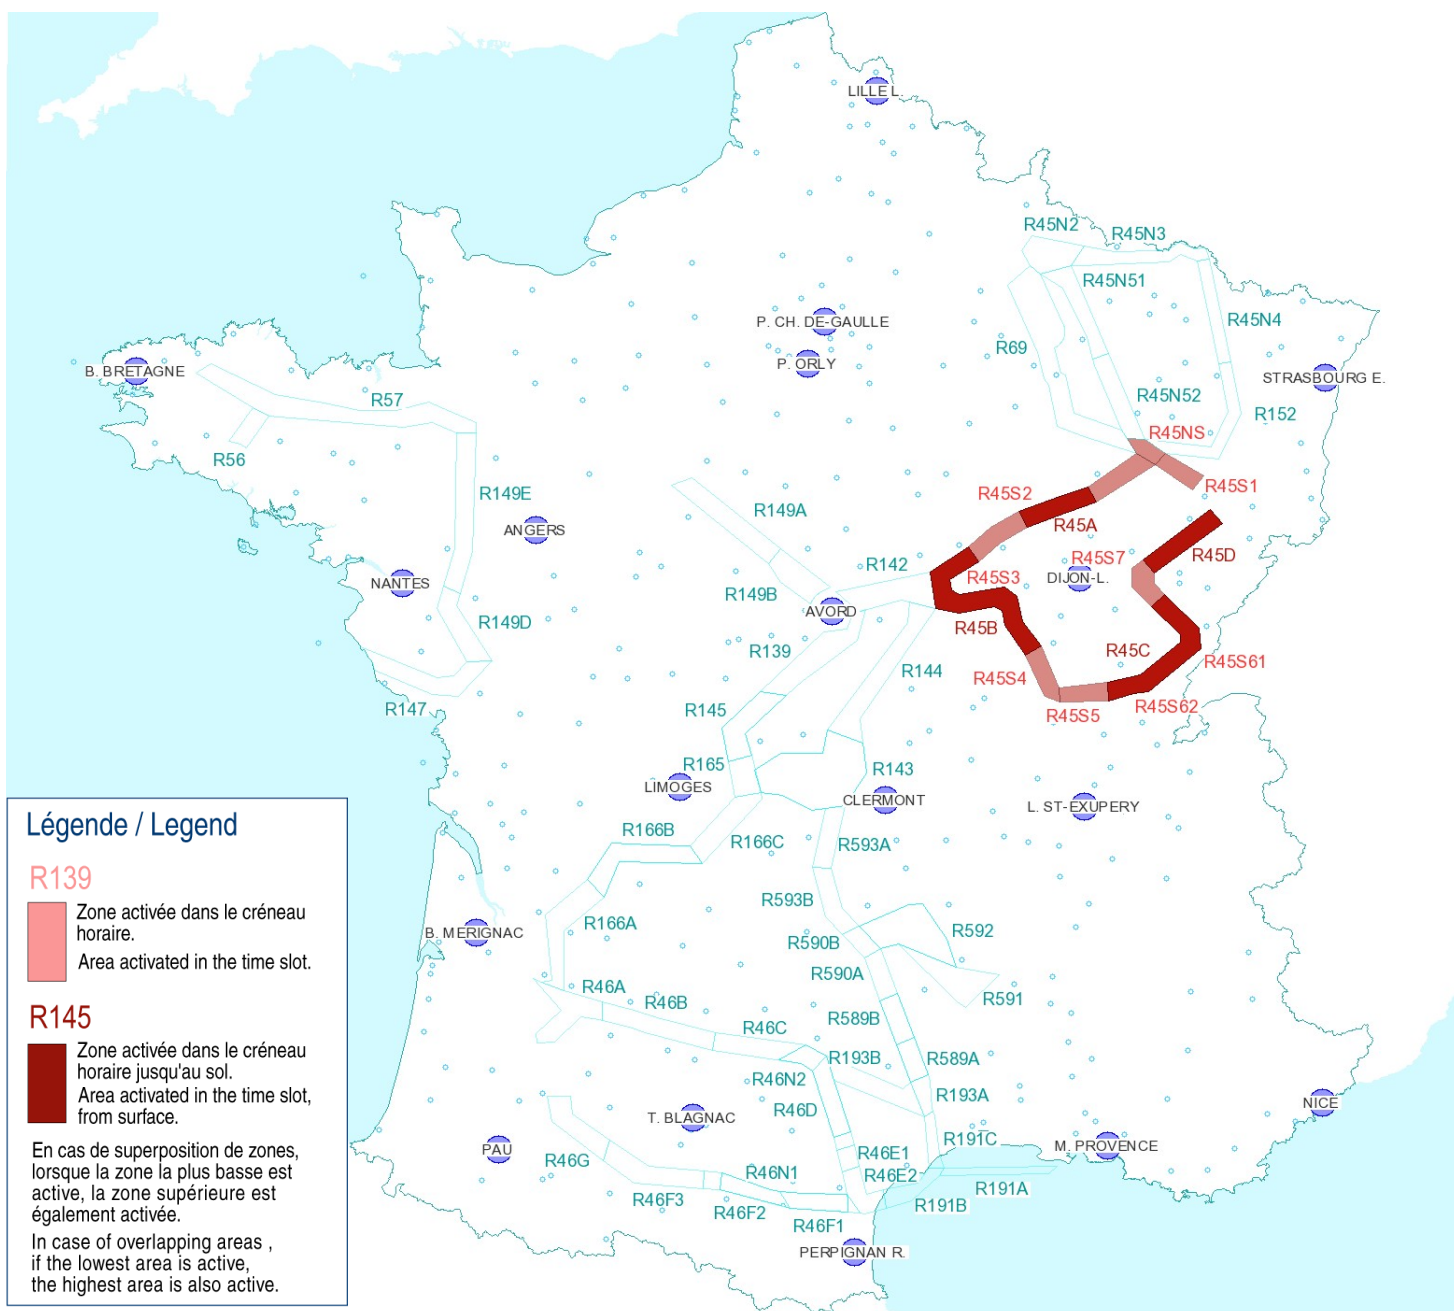 LILLE L.
R45N2
R45N3
R45N51
P. CH. DE-GAULLE
R45N4
R69
P. ORLY
B. BRETAGNE
STRASBOURG E.
R57
R45N52
R152
R45NS
R56
R45S1
R149E
R45S2
R149A
R45A
ANGERS
R45S7
R45D
R142
R45S3
DIJON-L.
NANTES
R149B
AVORD
R149D
R45B
R139
R45C
R45S61
R144
R45S4
R147
R145
R45S5
R45S62
R165
R143
LIMOGES
CLERMONT
L. ST-EXUPERY
R166B
R166C
R593A
R593B
R166A
B. MERIGNAC
R590B
R592
R590A
R46A
R46B
R591
R46C
R589B
R193B
R589A
R46N2
R193A
R46D
T. BLAGNAC
NICE
R191C
PAU
M. PROVENCE
R46G
R46E1
R46N1
R46E2
R191A
R46F3
R46F2
R46F1
R191B
PERPIGNAN R.
Légende / Legend
R139
Zone activée dans le créneau
horaire.
Area activated in the time slot.
R145
Zone activée dans le créneau
horaire jusqu'au sol.
Area activated in the time slot,
from surface.
En cas de superposition de zones,
lorsque la zone la plus basse est
active, la zone supérieure est
également activée.
In case of overlapping areas ,
if the lowest area is active,
the highest area is also active.